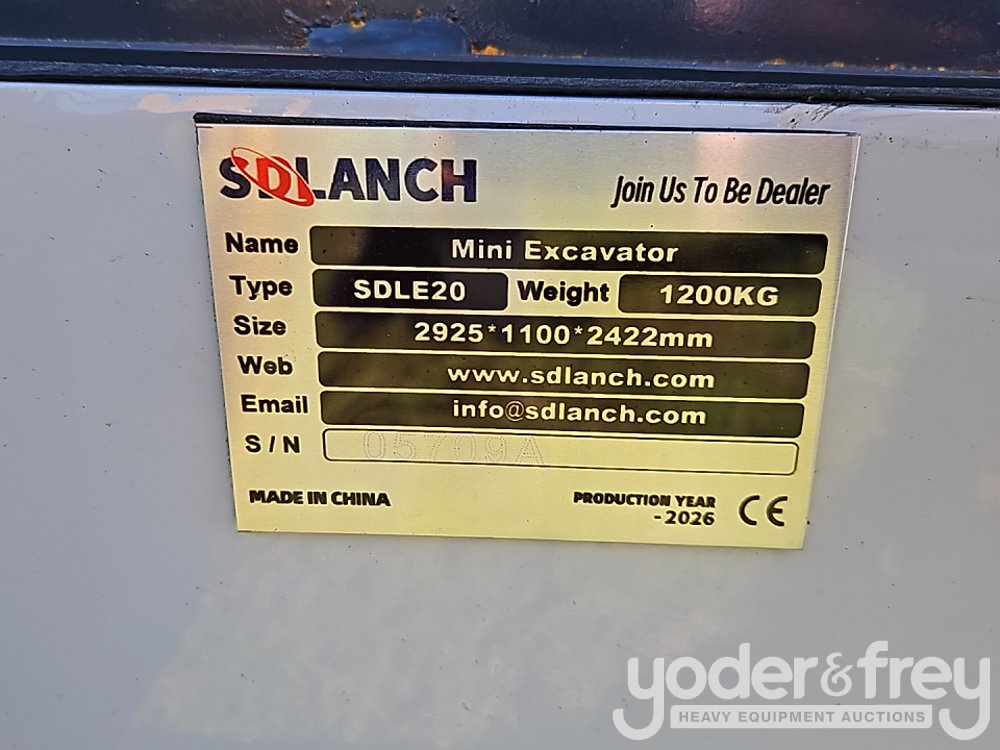 SDLANCH Join Us To Be Dealer
Name Mini Excavator
Type SDLE20 Weight 1200KG
Size 2925*1100*2422mm
Web www.sdlanch.com
Email info@sdlanch.com
S/N 05709A
MADE IN CHINA PRODUCTION YEAR
-2026 CE
yoder&frey
HEAVY EQUIPMENT AUCTIONS